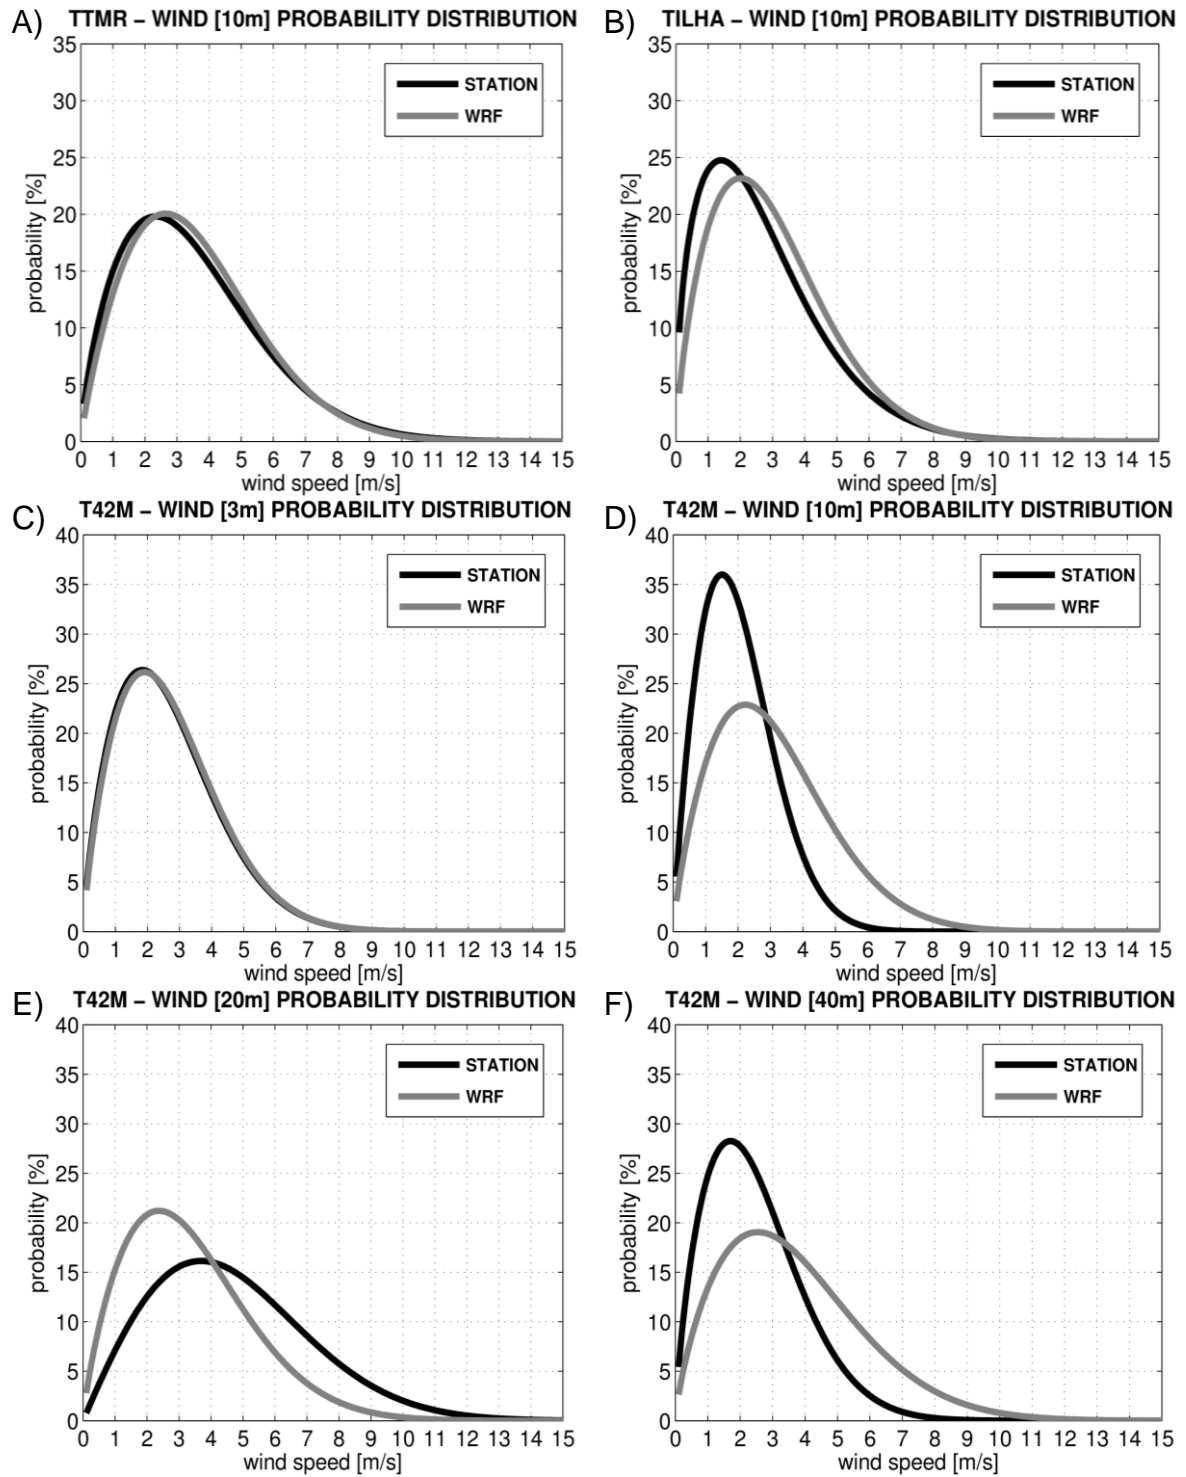 A) TTMR – WIND [10m] PROBABILITY DISTRIBUTION
35
30
25
20
15
10
5
0
probability [%]
STATION
WRF
0 1 2 3 4 5 6 7 8 9 10 11 12 13 14 15
wind speed [m/s]
B) TILHA – WIND [10m] PROBABILITY DISTRIBUTION
35
30
25
20
15
10
5
0
probability [%]
STATION
WRF
0 1 2 3 4 5 6 7 8 9 10 11 12 13 14 15
wind speed [m/s]
C) T42M – WIND [3m] PROBABILITY DISTRIBUTION
40
35
30
25
20
15
10
5
0
probability [%]
STATION
WRF
0 1 2 3 4 5 6 7 8 9 10 11 12 13 14 15
wind speed [m/s]
D) T42M – WIND [10m] PROBABILITY DISTRIBUTION
40
35
30
25
20
15
10
5
0
probability [%]
STATION
WRF
0 1 2 3 4 5 6 7 8 9 10 11 12 13 14 15
wind speed [m/s]
E) T42M – WIND [20m] PROBABILITY DISTRIBUTION
40
35
30
25
20
15
10
5
0
probability [%]
STATION
WRF
0 1 2 3 4 5 6 7 8 9 10 11 12 13 14 15
wind speed [m/s]
F) T42M – WIND [40m] PROBABILITY DISTRIBUTION
40
35
30
25
20
15
10
5
0
probability [%]
STATION
WRF
0 1 2 3 4 5 6 7 8 9 10 11 12 13 14 15
wind speed [m/s]